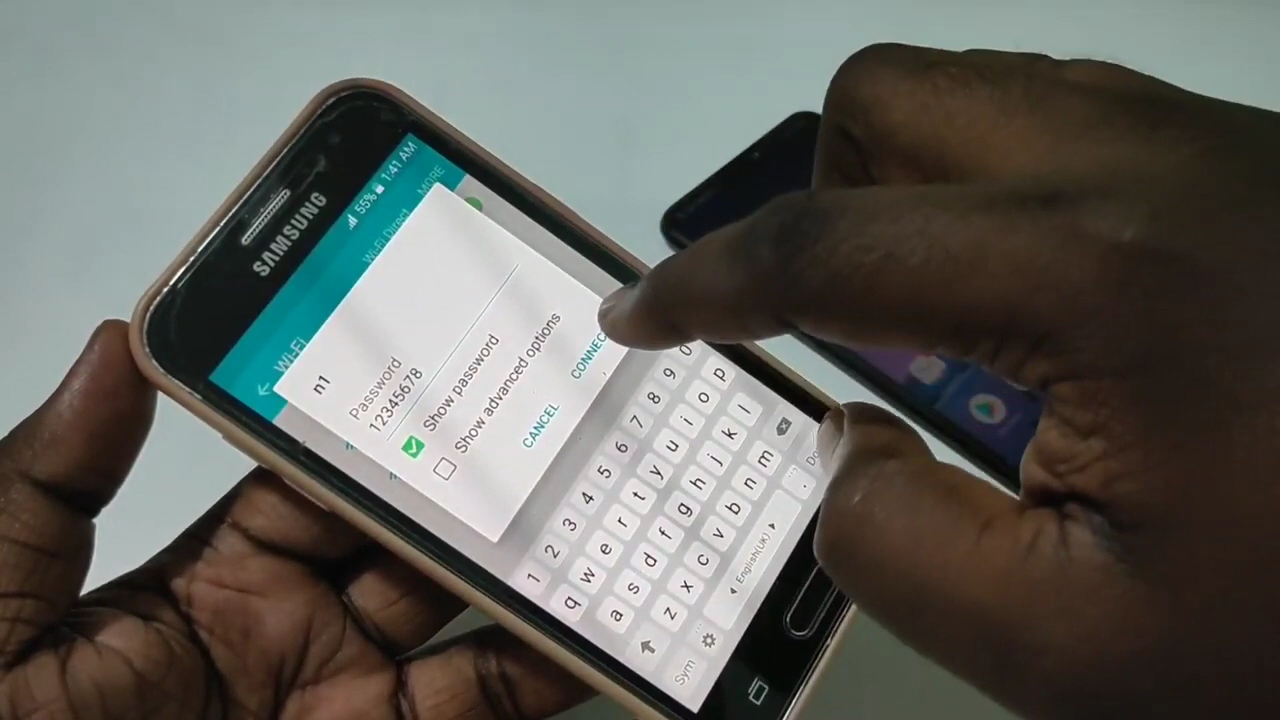 SAMSUNG
55% 1:41 AM
Wi-Fi
Wi-Fi Direct
MORE
n1
Password
12345678
Show password
Show advanced options
CANCEL
CONNEC
1 2 3 4 5 6 7 8 9 0
q w e r t y u i o p
a s d f g h j k l
z x c v b n m
Sym
English(UK)
.
Do